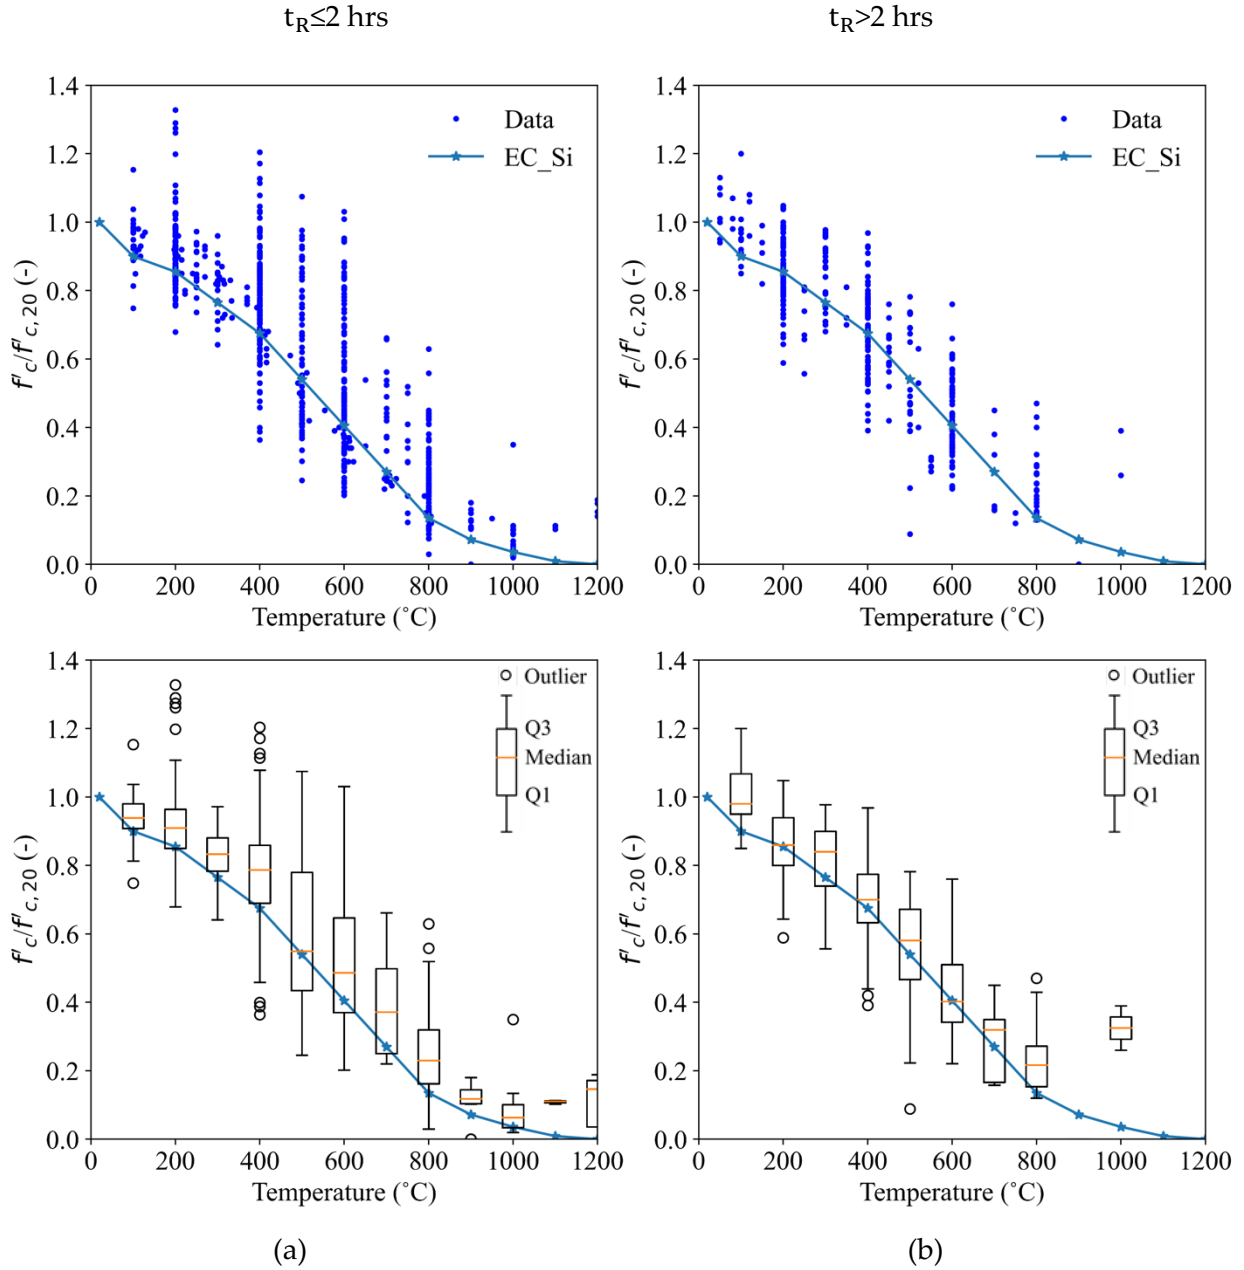 t_R≤2 hrs
t_R>2 hrs
1.4
1.2
1.0
0.8
0.6
0.4
0.2
0.0
f'c/f'c, 20 (-)
Data
EC_Si
0 200 400 600 800 1000 1200
Temperature (˚C)
1.4
1.2
1.0
0.8
0.6
0.4
0.2
0.0
f'c/f'c, 20 (-)
Data
EC_Si
0 200 400 600 800 1000 1200
Temperature (˚C)
1.4
1.2
1.0
0.8
0.6
0.4
0.2
0.0
f'c/f'c, 20 (-)
Outlier
Q3
Median
Q1
0 200 400 600 800 1000 1200
Temperature (˚C)
1.4
1.2
1.0
0.8
0.6
0.4
0.2
0.0
f'c/f'c, 20 (-)
Outlier
Q3
Median
Q1
0 200 400 600 800 1000 1200
Temperature (˚C)
(a)
(b)